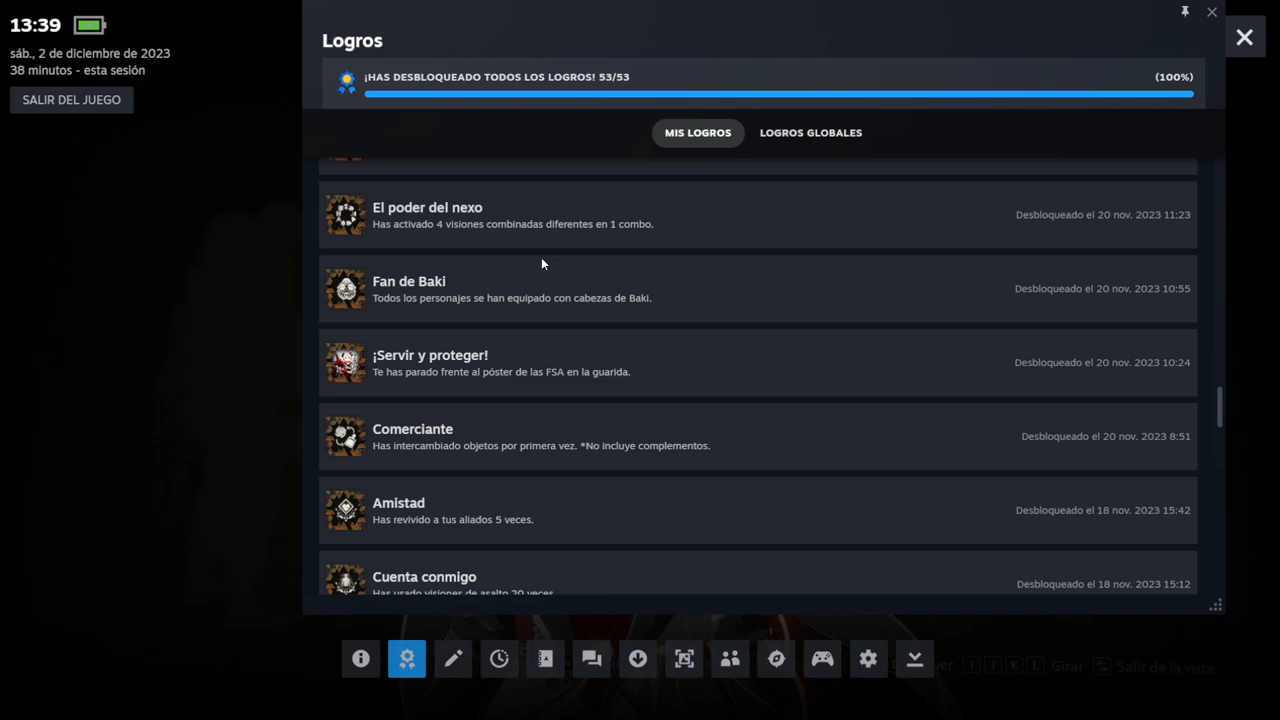 13:39
sáb., 2 de diciembre de 2023
38 minutos - esta sesión
SALIR DEL JUEGO
Logros
¡HAS DESBLOQUEADO TODOS LOS LOGROS! 53/53
(100%)
MIS LOGROS
LOGROS GLOBALES
El poder del nexo
Has activado 4 visiones combinadas diferentes en 1 combo.
Desbloqueado el 20 nov. 2023 11:23
Fan de Baki
Todos los personajes se han equipado con cabezas de Baki.
Desbloqueado el 20 nov. 2023 10:55
¡Servir y proteger!
Te has parado frente al póster de las FSA en la guarida.
Desbloqueado el 20 nov. 2023 10:24
Comerciante
Has intercambiado objetos por primera vez. *No incluye complementos.
Desbloqueado el 20 nov. 2023 8:51
Amistad
Has revivido a tus aliados 5 veces.
Desbloqueado el 18 nov. 2023 15:42
Cuenta conmigo
Has usado visiones de asalto 20 veces.
Desbloqueado el 18 nov. 2023 15:12
I J K L Girar
Salir de la vista